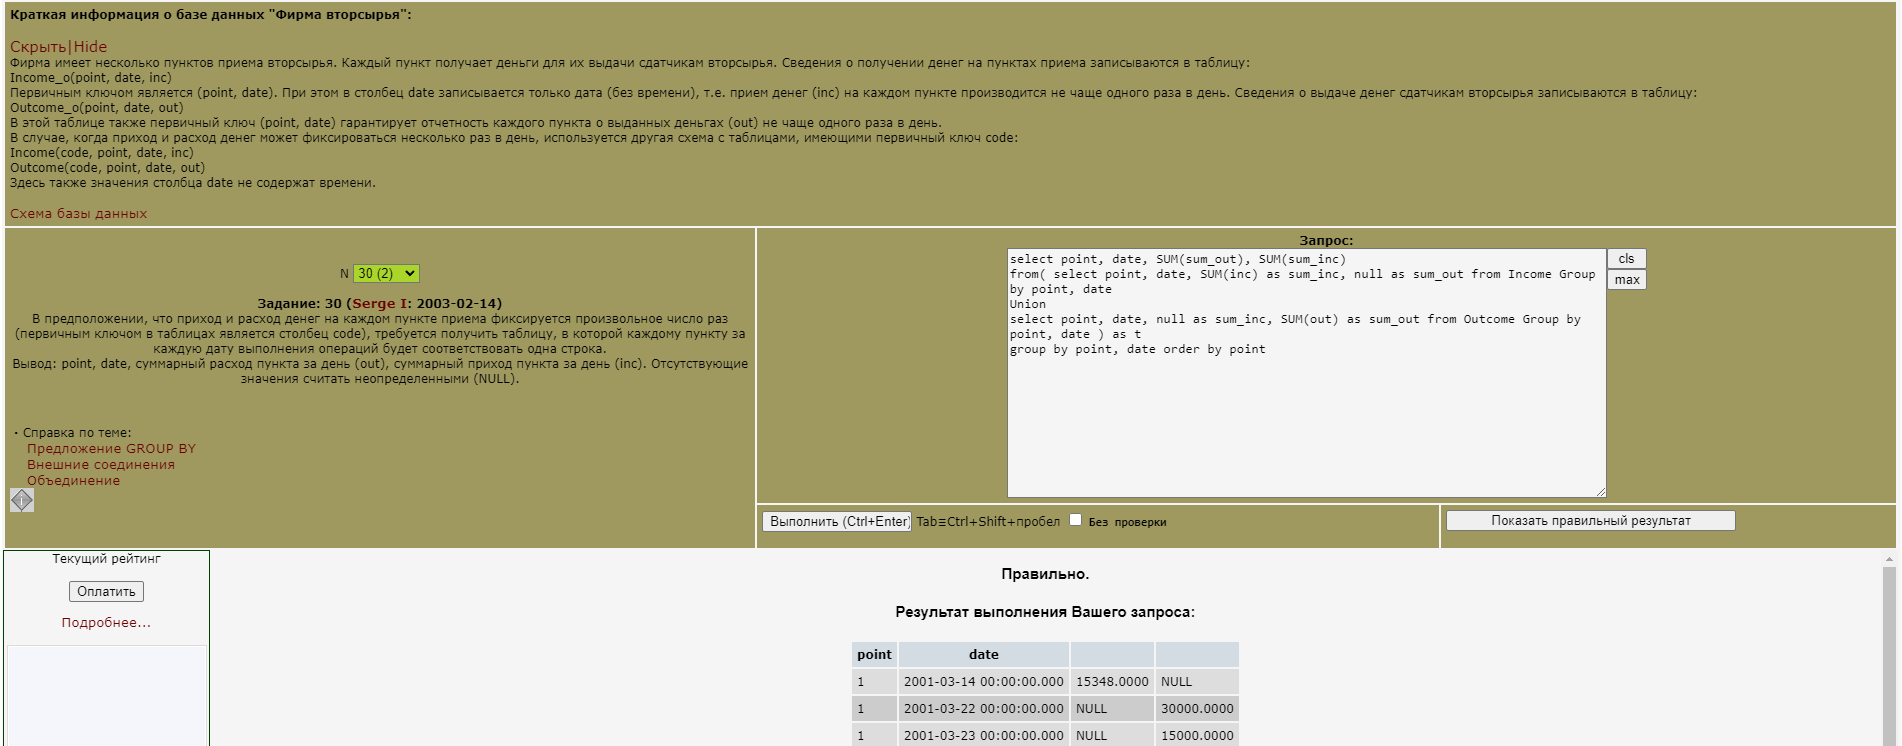 Краткая информация о базе данных "Фирма вторсырья":
Скрыть|Hide
Фирма имеет несколько пунктов приема вторсырья. Каждый пункт получает деньги для их выдачи сдатчикам вторсырья. Сведения о получении денег на пунктах приема записываются в таблицу:
Income_o(point, date, inc)
Первичным ключом является (point, date). При этом в столбец date записывается только дата (без времени), т.е. прием денег (inc) на каждом пункте производится не чаще одного раза в день. Сведения о выдаче денег сдатчикам вторсырья записываются в таблицу:
Outcome_o(point, date, out)
В этой таблице также первичный ключ (point, date) гарантирует отчетность каждого пункта о выданных деньгах (out) не чаще одного раза в день.
В случае, когда приход и расход денег может фиксироваться несколько раз в день, используется другая схема с таблицами, имеющими первичный ключ code:
Income(code, point, date, inc)
Outcome(code, point, date, out)
Здесь также значения столбца date не содержат времени.
Схема базы данных
N 30 (2)
Задание: 30 (Serge I: 2003-02-14)
В предположении, что приход и расход денег на каждом пункте приема фиксируется произвольное число раз
(первичным ключом в таблицах является столбец code), требуется получить таблицу, в которой каждому пункту за
каждую дату выполнения операций будет соответствовать одна строка.
Вывод: point, date, суммарный расход пункта за день (out), суммарный приход пункта за день (inc). Отсутствующие
значения считать неопределенными (NULL).
· Справка по теме:
Предложение GROUP BY
Внешние соединения
Объединение
Запрос:
select point, date, SUM(sum_out), SUM(sum_inc)
from( select point, date, SUM(inc) as sum_inc, null as sum_out from Income Group
by point, date
Union
select point, date, null as sum_inc, SUM(out) as sum_out from Outcome Group by
point, date ) as t
group by point, date order by point
cls
max
Выполнить (Ctrl+Enter) Tab≡Ctrl+Shift+пробел Без проверки
Показать правильный результат
Текущий рейтинг
Оплатить
Подробнее...
Правильно.
Результат выполнения Вашего запроса:
point date
1 2001-03-14 00:00:00.000 15348.0000 NULL
1 2001-03-22 00:00:00.000 NULL 30000.0000
1 2001-03-23 00:00:00.000 NULL 15000.0000